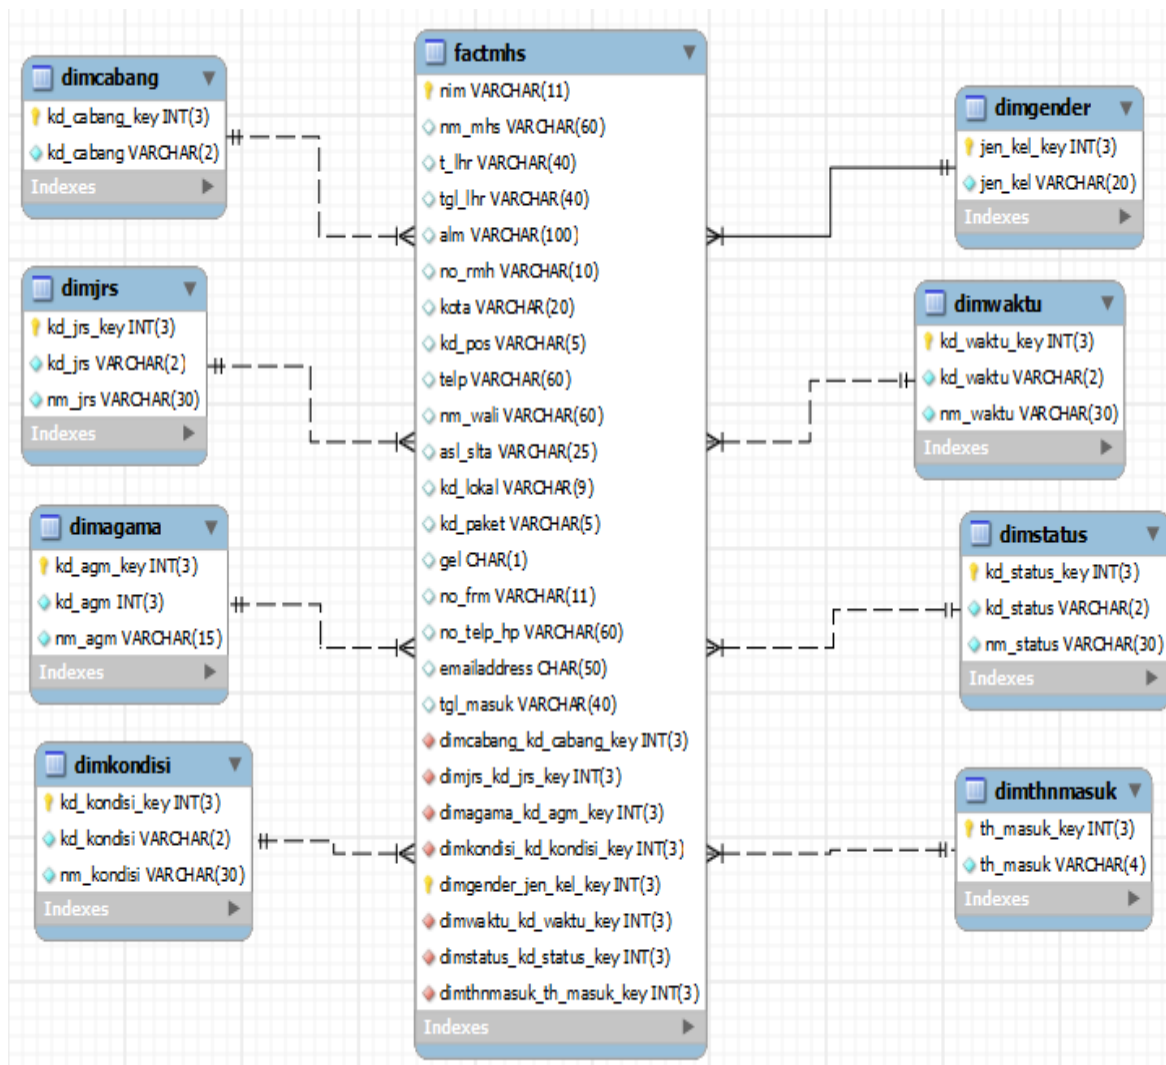 dimcabang
kd_cabang_key INT(3)
kd_cabang VARCHAR(2)
Indexes
dimjrs
kd_jrs_key INT(3)
kd_jrs VARCHAR(2)
nm_jrs VARCHAR(30)
Indexes
dimagama
kd_agm_key INT(3)
kd_agm INT(3)
nm_agm VARCHAR(15)
Indexes
dimkondisi
kd_kondisi_key INT(3)
kd_kondisi VARCHAR(2)
nm_kondisi VARCHAR(30)
Indexes
factmhs
nim VARCHAR(11)
nm_mhs VARCHAR(60)
t_lhr VARCHAR(40)
tgl_lhr VARCHAR(40)
alm VARCHAR(100)
no_rmh VARCHAR(10)
kota VARCHAR(20)
kd_pos VARCHAR(5)
telp VARCHAR(60)
nm_wali VARCHAR(60)
asl_slta VARCHAR(25)
kd_lokal VARCHAR(9)
kd_paket VARCHAR(5)
gel CHAR(1)
no_frm VARCHAR(11)
no_telp_hp VARCHAR(60)
emailaddress CHAR(50)
tgl_masuk VARCHAR(40)
dimcabang_kd_cabang_key INT(3)
dimjrs_kd_jrs_key INT(3)
dimagama_kd_agm_key INT(3)
dimkondisi_kd_kondisi_key INT(3)
dimgender_jen_kel_key INT(3)
dimwaktu_kd_waktu_key INT(3)
dimstatus_kd_status_key INT(3)
dimthnmasuk_th_masuk_key INT(3)
Indexes
dimgender
jen_kel_key INT(3)
jen_kel VARCHAR(20)
Indexes
dimwaktu
kd_waktu_key INT(3)
kd_waktu VARCHAR(2)
nm_waktu VARCHAR(30)
Indexes
dimstatus
kd_status_key INT(3)
kd_status VARCHAR(2)
nm_status VARCHAR(30)
Indexes
dimthnmasuk
th_masuk_key INT(3)
th_masuk VARCHAR(4)
Indexes